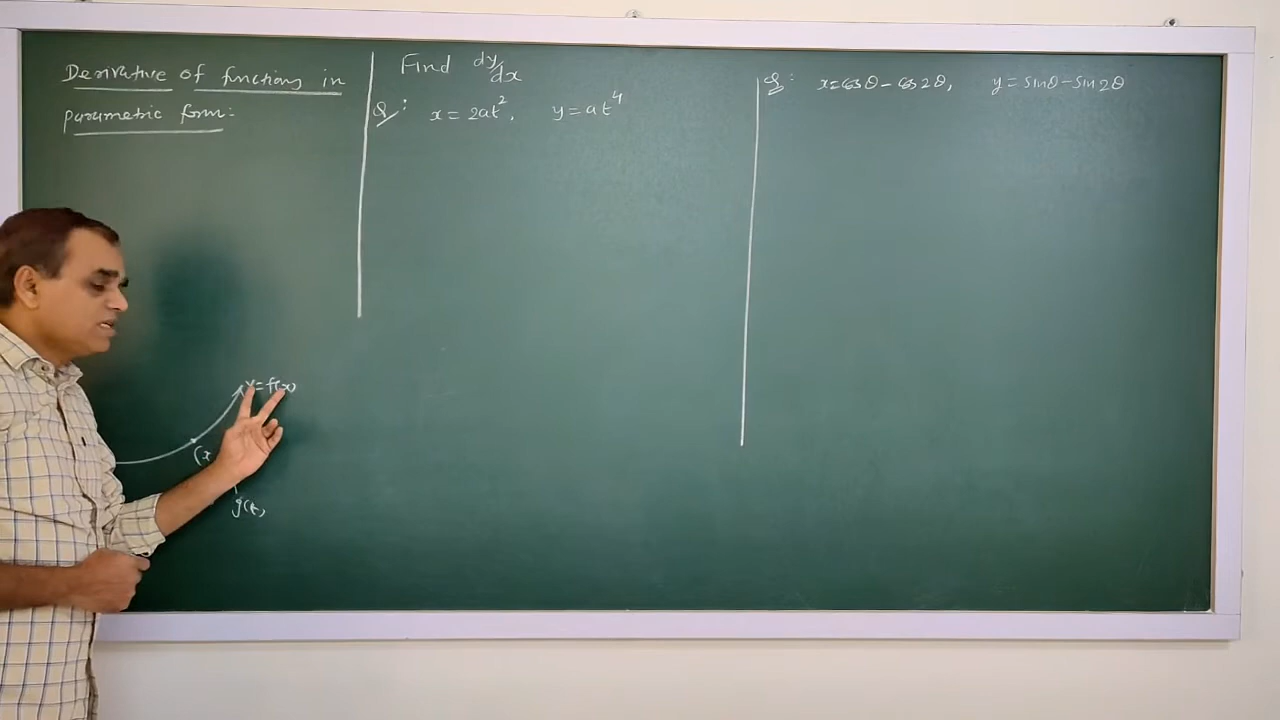 Derivative of functions in
parametric form:-
y=f(x)
(x
g(t)
Find dy/dx
Q: x = 2at², y = at⁴
Q: x=cosθ – cos2θ, y = sinθ – sin2θ